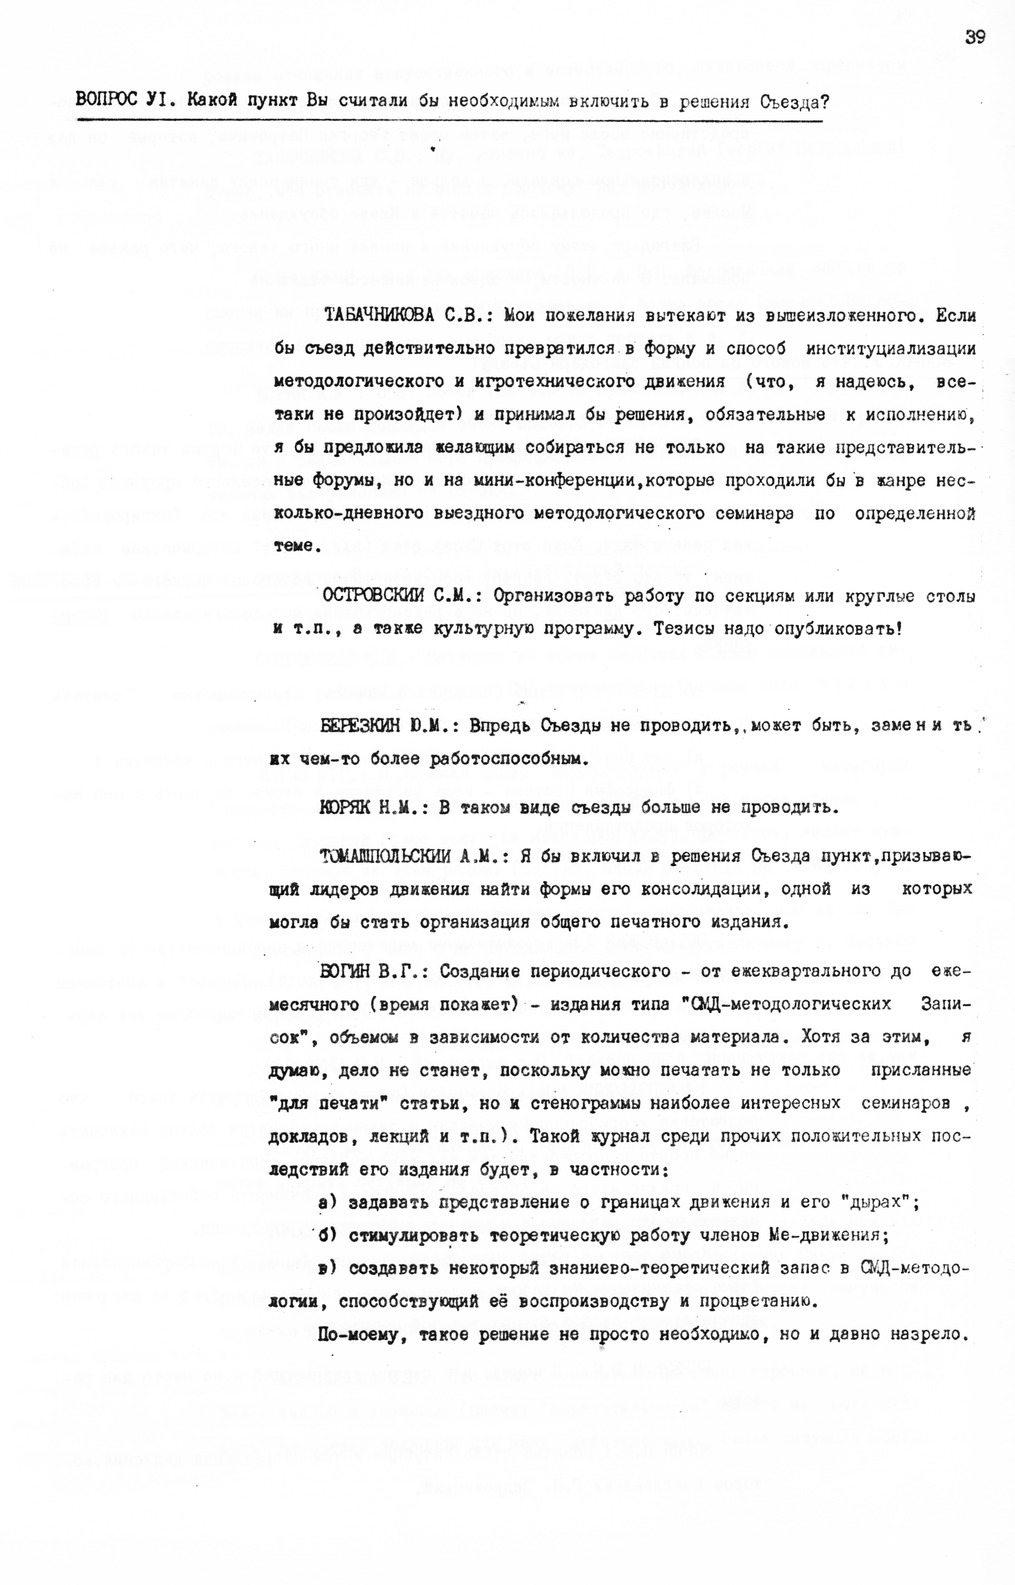 39
ВОПРОС УI. Какой пункт Вы считали бы необходимым включить в решения Съезда?
ТАБАЧНИКОВА С.В.: Мои пожелания вытекают из вышеизложенного. Если
бы съезд действительно превратился в форму и способ институциализации
методологического и игротехнического движения (что, я надеюсь, все-
таки не произойдет) и принимал бы решения, обязательные к исполнению,
я бы предложила желающим собираться не только на такие представитель-
ные форумы, но и на мини-конференции,которые проходили бы в жанре нес-
колько-дневного выездного методологического семинара по определенной
теме.
ОСТРОВСКИИ С.М.: Организовать работу по секциям или круглые столы
и т.п., а также культурную программу. Тезисы надо опубликовать!
БЕРЕЗКИН Ю.М.: Впредь Съезды не проводить,,может быть, замен и ть
их чем-то более работоспособным.
КОРЯК Н.М.: В таком виде съезды больше не проводить.
ТОМАШПОЛЬСКИИ А.М.: Я бы включил в решения Съезда пункт,призываю-
щий лидеров движения найти формы его консолидации, одной из которых
могла бы стать организация общего печатного издания.
БОГИН В.Г.: Создание периодического - от ежеквартального до еже-
месячного (время покажет) - издания типа "СМД-методологических Запи-
сок", объемом в зависимости от количества материала. Хотя за этим, я
думаю, дело не станет, поскольку можно печатать не только присланные
"для печати" статьи, но и стенограммы наиболее интересных семинаров ,
докладов, лекций и т.п.). Такой журнал среди прочих положительных пос-
ледствий его издания будет, в частности:
а) задавать представление о границах движения и его "дырах";
б) стимулировать теоретическую работу членов Ме-движения;
в) создавать некоторый знаниево-теоретический запас в СМД-методо-
логии, способствующий её воспроизводству и процветанию.
По-моему, такое решение не просто необходимо, но и давно назрело.